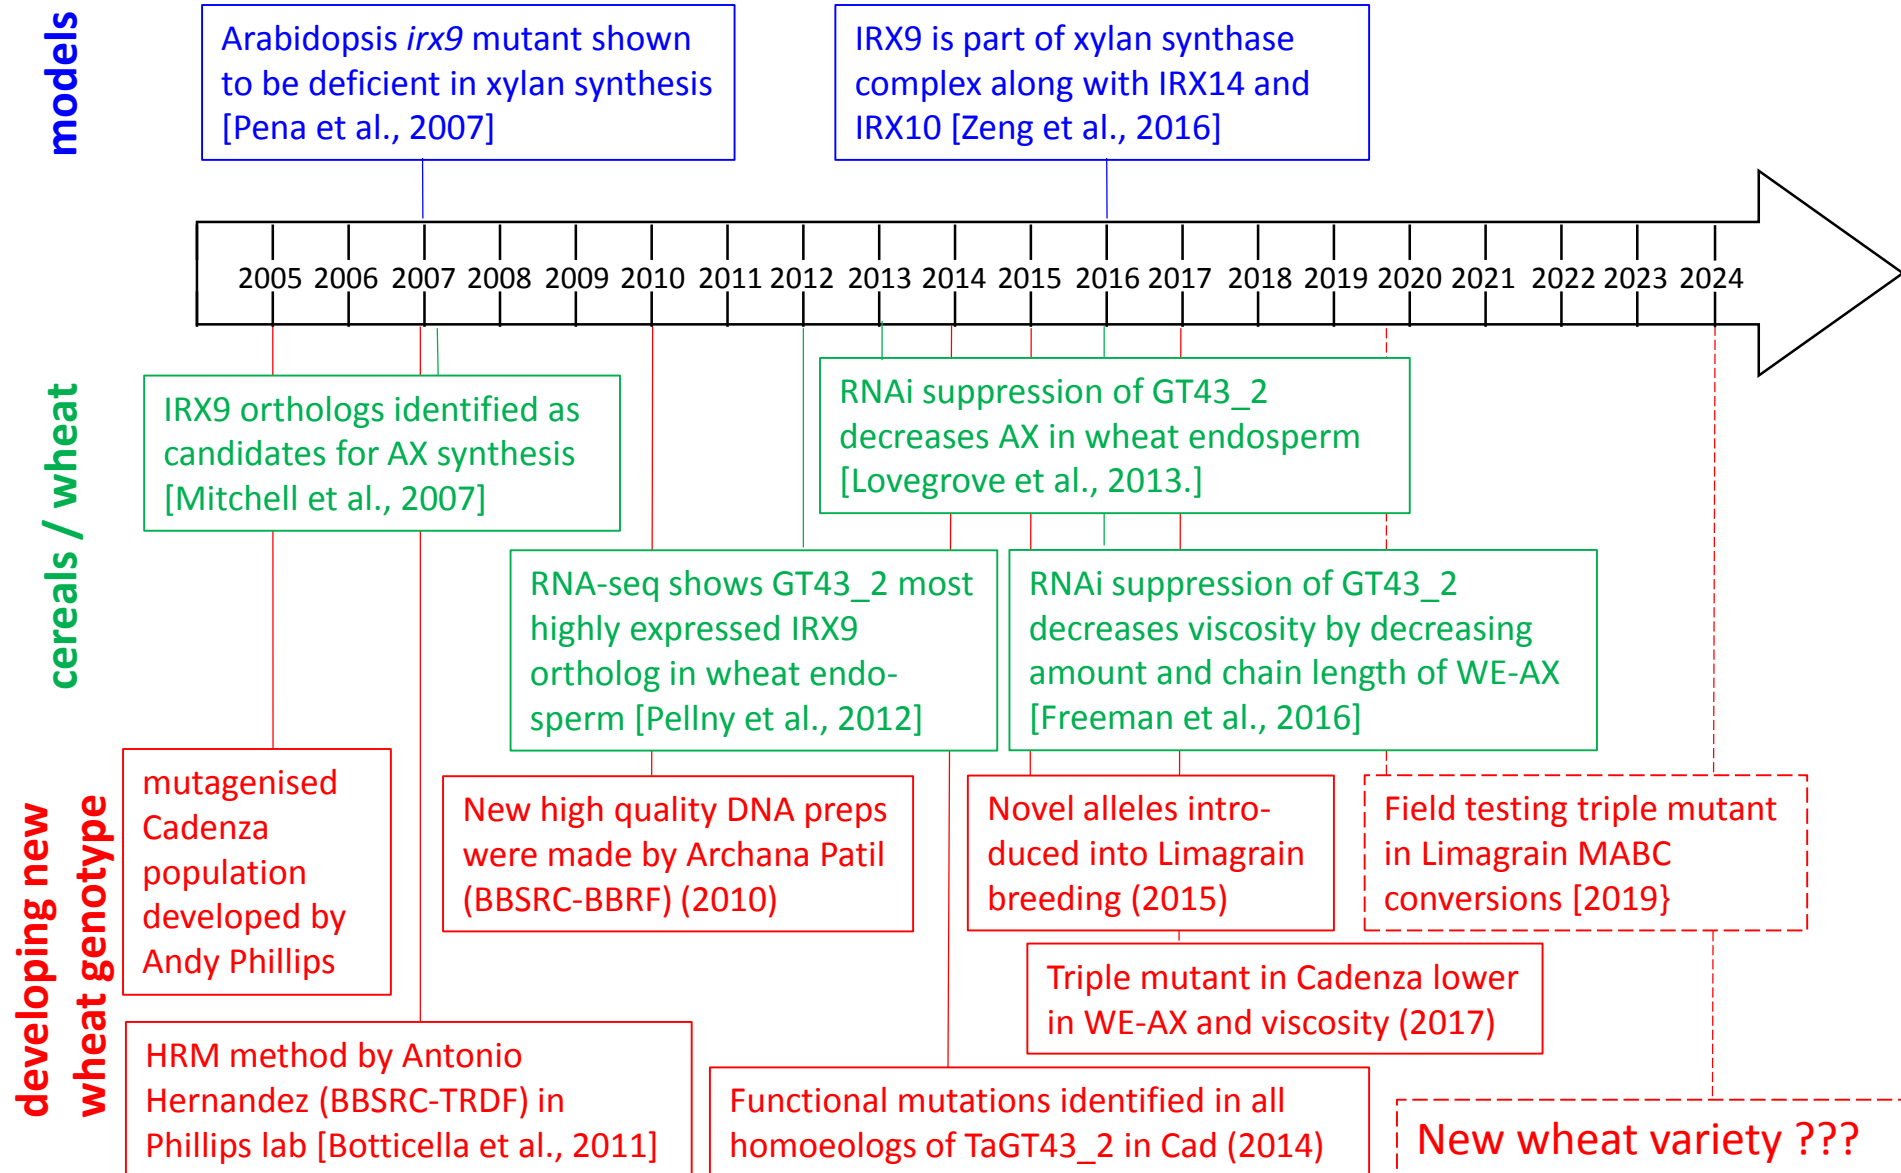 models
Arabidopsis irx9 mutant shown
to be deficient in xylan synthesis
[Pena et al., 2007]
IRX9 is part of xylan synthase
complex along with IRX14 and
IRX10 [Zeng et al., 2016]
2005 2006 2007 2008 2009 2010 2011 2012 2013 2014 2015 2016 2017 2018 2019 2020 2021 2022 2023 2024
cereals / wheat
IRX9 orthologs identified as
candidates for AX synthesis
[Mitchell et al., 2007]
RNAi suppression of GT43_2
decreases AX in wheat endosperm
[Lovegrove et al., 2013.]
RNA-seq shows GT43_2 most
highly expressed IRX9
ortholog in wheat endo-
sperm [Pellny et al., 2012]
RNAi suppression of GT43_2
decreases viscosity by decreasing
amount and chain length of WE-AX
[Freeman et al., 2016]
developing new
wheat genotype
mutagenised
Cadenza
population
developed by
Andy Phillips
New high quality DNA preps
were made by Archana Patil
(BBSRC-BBRF) (2010)
Novel alleles intro-
duced into Limagrain
breeding (2015)
Field testing triple mutant
in Limagrain MABC
conversions [2019}
Triple mutant in Cadenza lower
in WE-AX and viscosity (2017)
HRM method by Antonio
Hernandez (BBSRC-TRDF) in
Phillips lab [Botticella et al., 2011]
Functional mutations identified in all
homoeologs of TaGT43_2 in Cad (2014)
New wheat variety ???